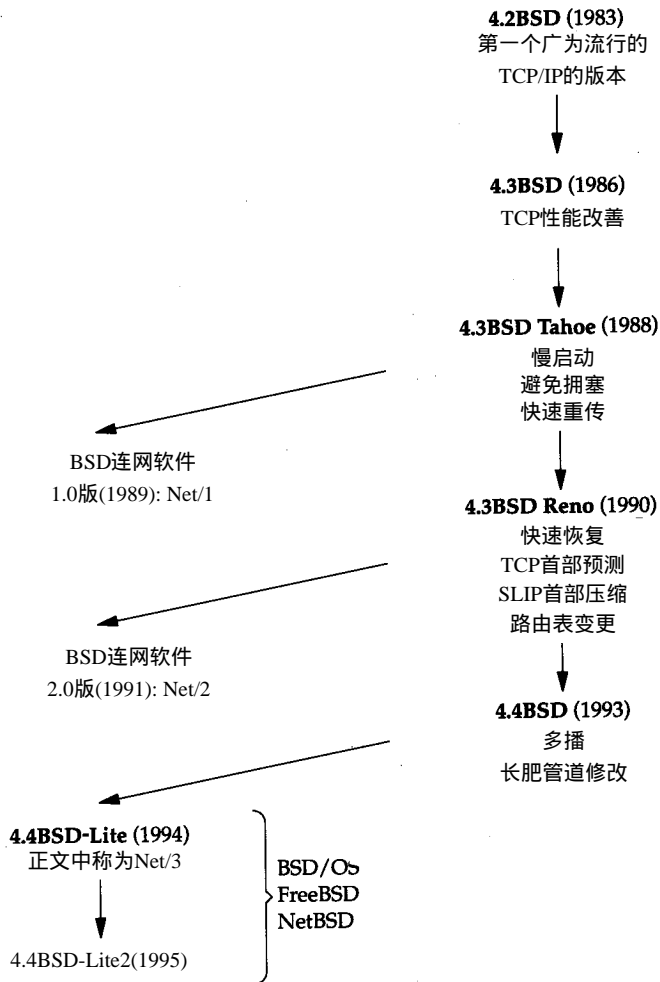 4.2BSD (1983)
第一个广为流行的
TCP/IP的版本
4.3BSD (1986)
TCP性能改善
4.3BSD Tahoe (1988)
慢启动
避免拥塞
快速重传
BSD连网软件
1.0版(1989): Net/1
4.3BSD Reno (1990)
快速恢复
TCP首部预测
SLIP首部压缩
路由表变更
BSD连网软件
2.0版(1991): Net/2
4.4BSD (1993)
多播
长肥管道修改
4.4BSD-Lite (1994)
正文中称为Net/3
BSD/OS
FreeBSD
NetBSD
4.4BSD-Lite2(1995)